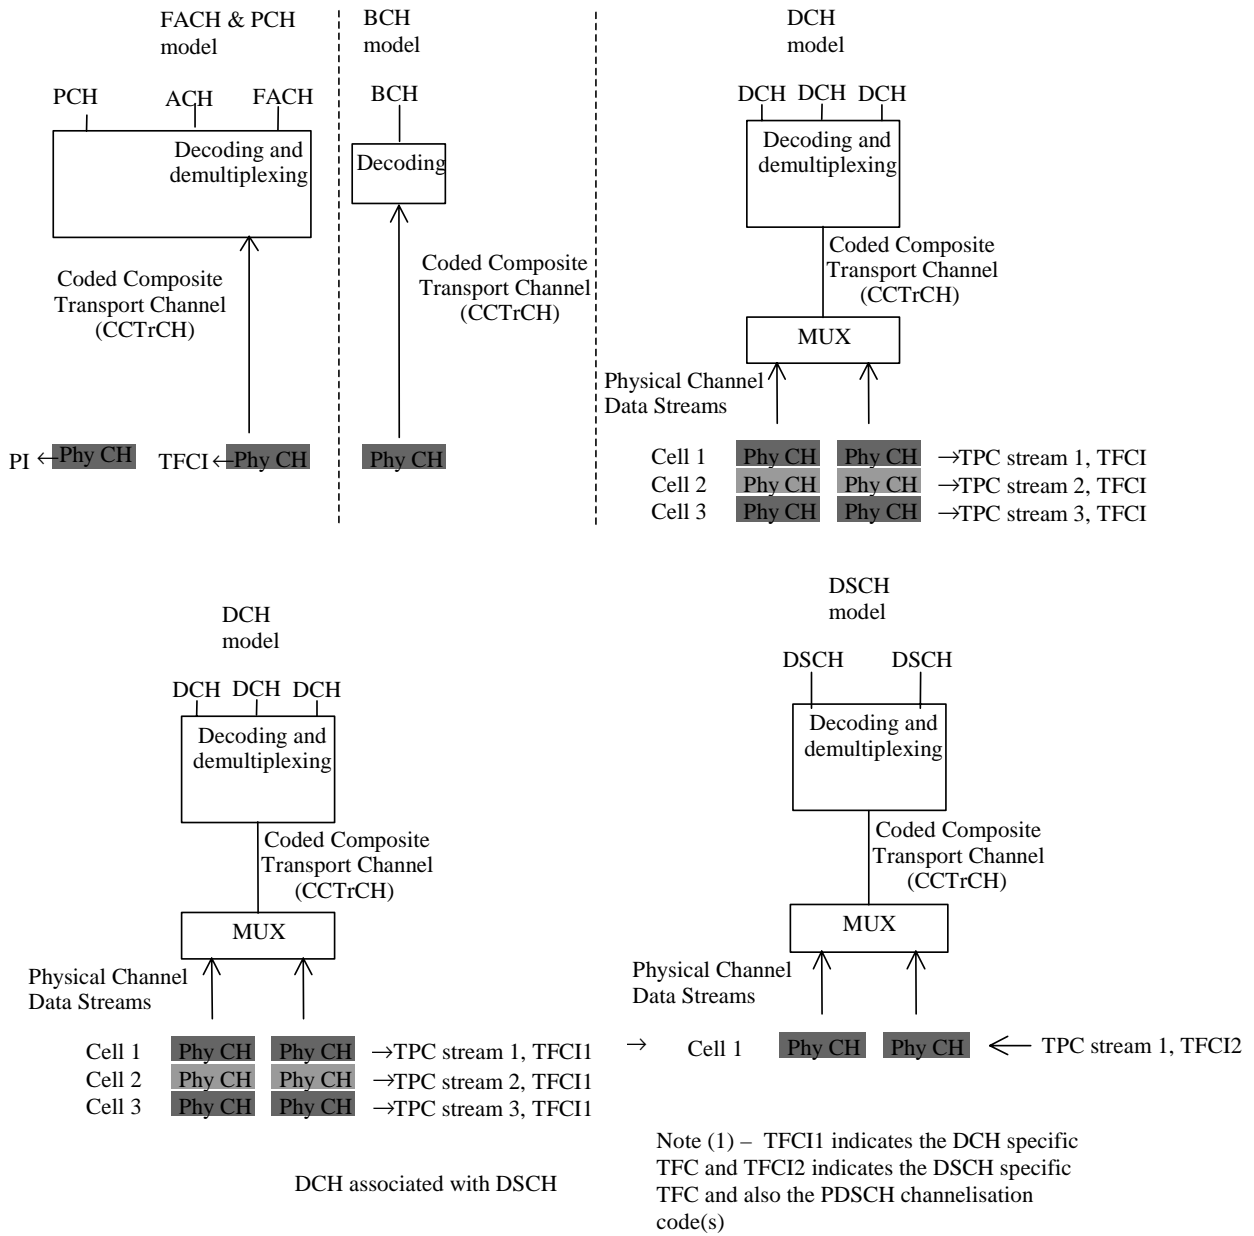 FACH & PCH
model
BCH
model
DCH
model
PCH
ACH
FACH
BCH
DCH DCH DCH
Decoding and
demultiplexing
Decoding
Decoding and
demultiplexing
Coded Composite
Transport Channel
(CCTrCH)
Coded Composite
Transport Channel
(CCTrCH)
Coded Composite
Transport Channel
(CCTrCH)
MUX
Physical Channel
Data Streams
PI ← Phy CH
TFCI ← Phy CH
Phy CH
Cell 1 Phy CH Phy CH →TPC stream 1, TFCI
Cell 2 Phy CH Phy CH →TPC stream 2, TFCI
Cell 3 Phy CH Phy CH →TPC stream 3, TFCI
DCH
model
DCH DCH DCH
Decoding and
demultiplexing
Coded Composite
Transport Channel
(CCTrCH)
MUX
Physical Channel
Data Streams
Cell 1 Phy CH Phy CH →TPC stream 1, TFCI1
Cell 2 Phy CH Phy CH →TPC stream 2, TFCI1
Cell 3 Phy CH Phy CH →TPC stream 3, TFCI1
DCH associated with DSCH
DSCH
model
DSCH DSCH
Decoding and
demultiplexing
Coded Composite
Transport Channel
(CCTrCH)
MUX
Physical Channel
Data Streams
→ Cell 1 Phy CH Phy CH ← TPC stream 1, TFCI2
Note (1) – TFCI1 indicates the DCH specific
TFC and TFCI2 indicates the DSCH specific
TFC and also the PDSCH channelisation
code(s)